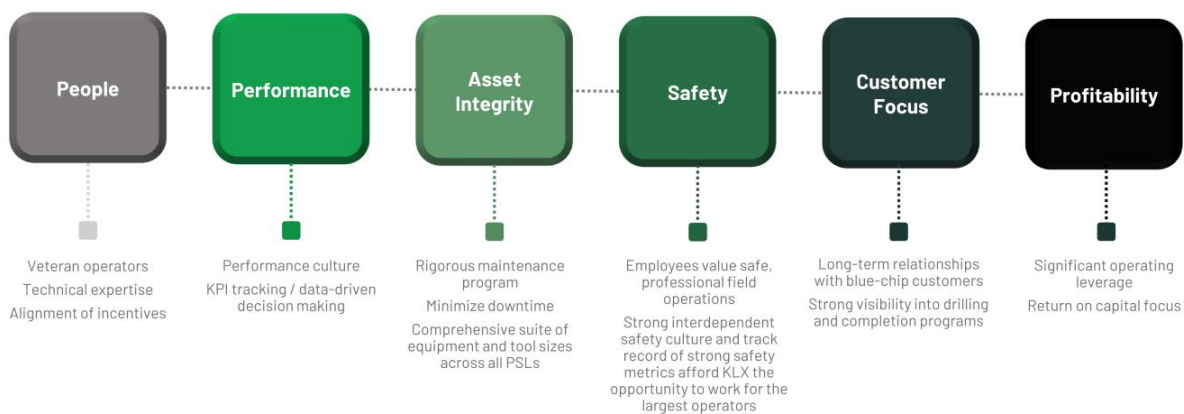 People
Performance
Asset
Integrity
Safety
Customer
Focus
Profitability
Veteran operators
Technical expertise
Alignment of incentives
Performance culture
KPI tracking / data-driven
decision making
Rigorous maintenance
program
Minimize downtime
Comprehensive suite of
equipment and tool sizes
across all PSLs
Employees value safe,
professional field
operations
Strong interdependent
safety culture and track
record of strong safety
metrics afford KLX the
opportunity to work for the
largest operators
Long-term relationships
with blue-chip customers
Strong visibility into drilling
and completion programs
Significant operating
leverage
Return on capital focus